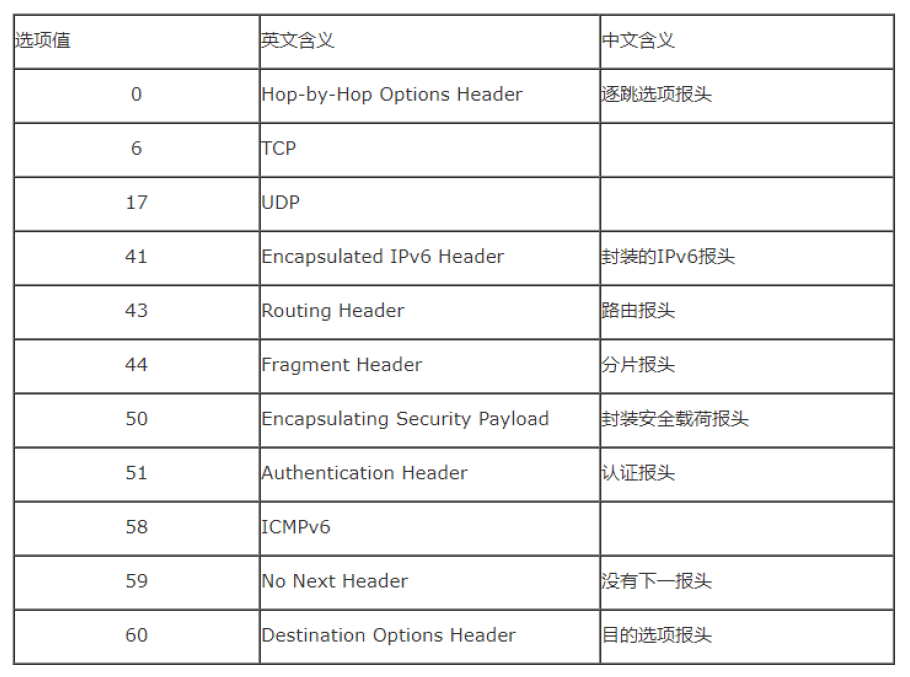 选项值 英文含义 中文含义
0 Hop-by-Hop Options Header 逐跳选项报头
6 TCP
17 UDP
41 Encapsulated IPv6 Header 封装的IPv6报头
43 Routing Header 路由报头
44 Fragment Header 分片报头
50 Encapsulating Security Payload 封装安全载荷报头
51 Authentication Header 认证报头
58 ICMPv6
59 No Next Header 没有下一报头
60 Destination Options Header 目的选项报头